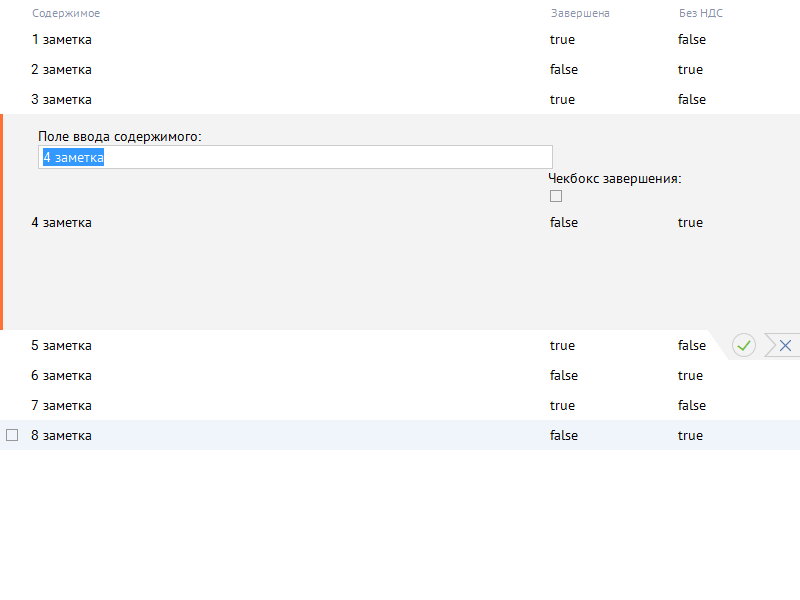 Содержимое Завершена Без НДС
1 заметка true false
2 заметка false true
3 заметка true false
Поле ввода содержимого:
4 заметка
Чекбокс завершения:
4 заметка false true
5 заметка true false
6 заметка false true
7 заметка true false
8 заметка false true